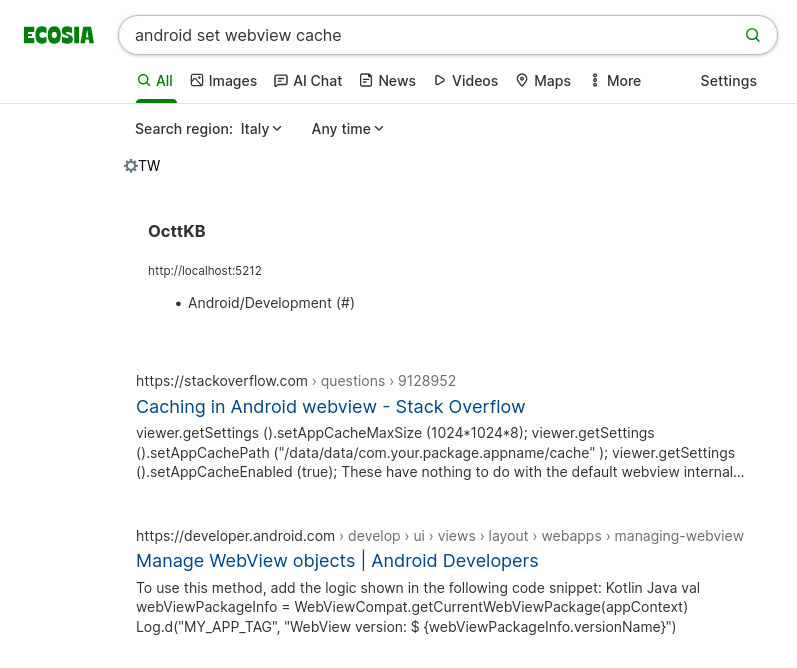 ECOSIA
android set webview cache
All Images AI Chat News Videos Maps More Settings
Search region: Italy Any time
TW
OcttKB
http://localhost:5212
• Android/Development (#)
https://stackoverflow.com › questions › 9128952
Caching in Android webview - Stack Overflow
viewer.getSettings ().setAppCacheMaxSize (1024*1024*8); viewer.getSettings
().setAppCachePath ("/data/data/com.your.package.appname/cache" ); viewer.getSettings
().setAppCacheEnabled (true); These have nothing to do with the default webview internal...
https://developer.android.com › develop › ui › views › layout › webapps › managing-webview
Manage WebView objects | Android Developers
To use this method, add the logic shown in the following code snippet: Kotlin Java val
webViewPackageInfo = WebViewCompat.getCurrentWebViewPackage(appContext)
Log.d("MY_APP_TAG", "WebView version: $ {webViewPackageInfo.versionName}")